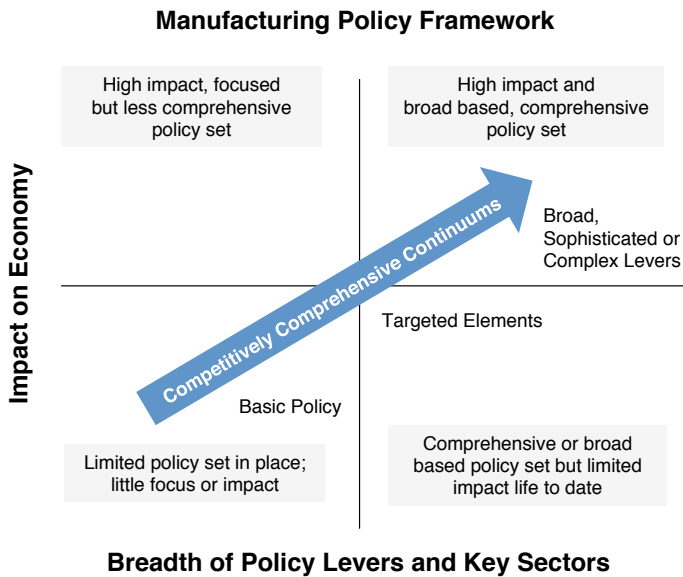 Manufacturing Policy Framework
High impact, focused
but less comprehensive
policy set
High impact and
broad based, comprehensive
policy set
Impact on Economy
Competitively Comprehensive Continuums
Broad,
Sophisticated or
Complex Levers
Targeted Elements
Basic Policy
Limited policy set in place;
little focus or impact
Comprehensive or broad
based policy set but limited
impact life to date
Breadth of Policy Levers and Key Sectors